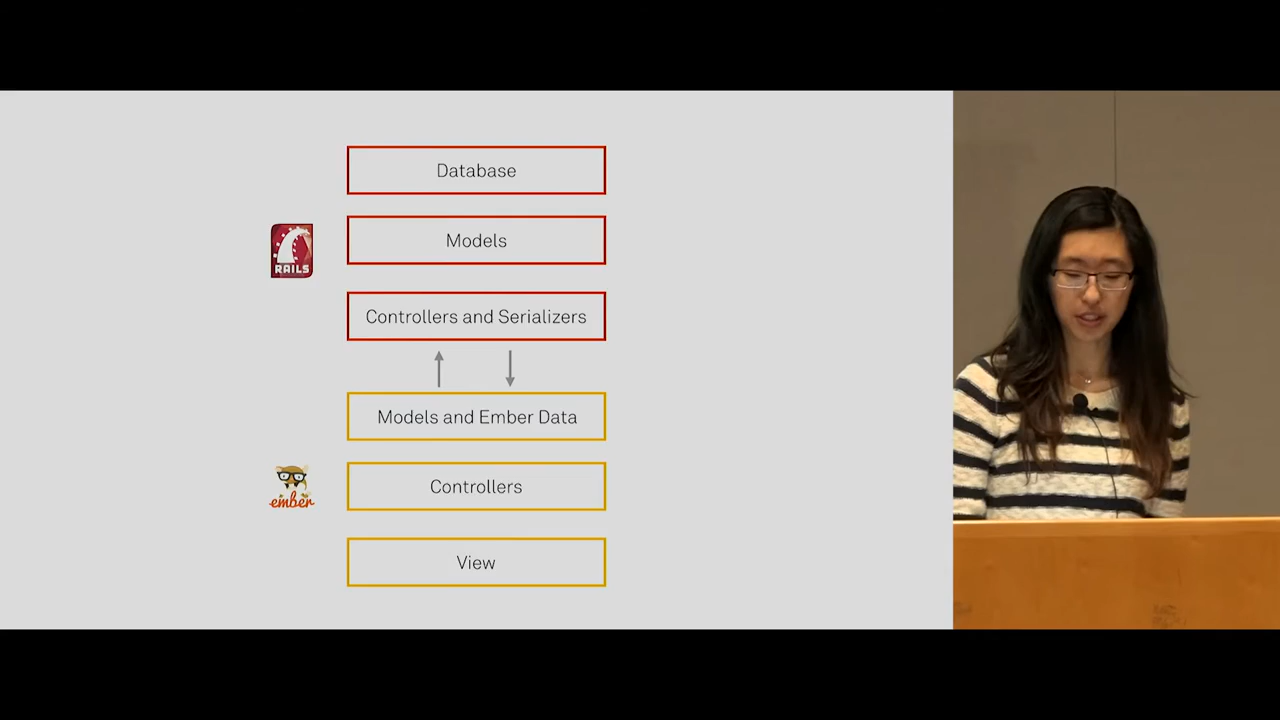 Database
Models
RAILS
Controllers and Serializers
Models and Ember Data
ember
Controllers
View